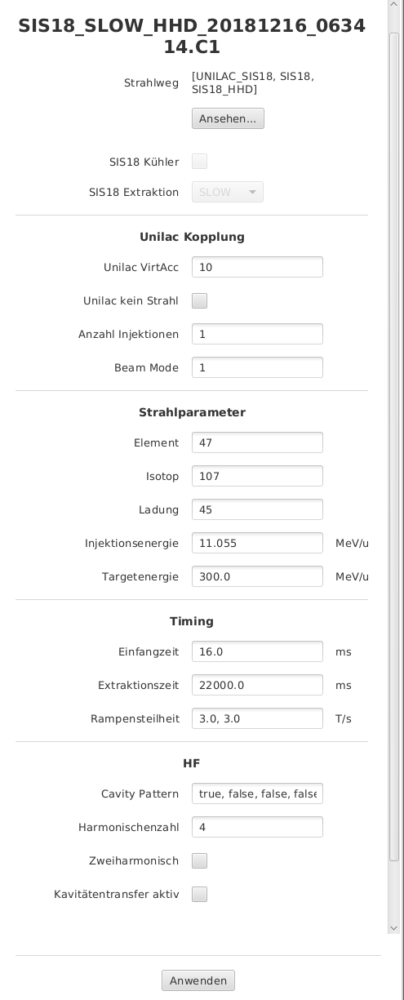 SIS18_SLOW_HHD_20181216_0634
14.C1
Strahlweg [UNILAC_SIS18, SIS18,
SIS18_HHD]
Ansehen...
SIS18 Kühler
SIS18 Extraktion SLOW
Unilac Kopplung
Unilac VirtAcc 10
Unilac kein Strahl
Anzahl Injektionen 1
Beam Mode 1
Strahlparameter
Element 47
Isotop 107
Ladung 45
Injektionsenergie 11.055 MeV/u
Targetenergie 300.0 MeV/u
Timing
Einfangzeit 16.0 ms
Extraktionszeit 22000.0 ms
Rampensteilheit 3.0, 3.0 T/s
HF
Cavity Pattern true, false, false, false
Harmonischenzahl 4
Zweiharmonisch
Kavitätentransfer aktiv
Anwenden